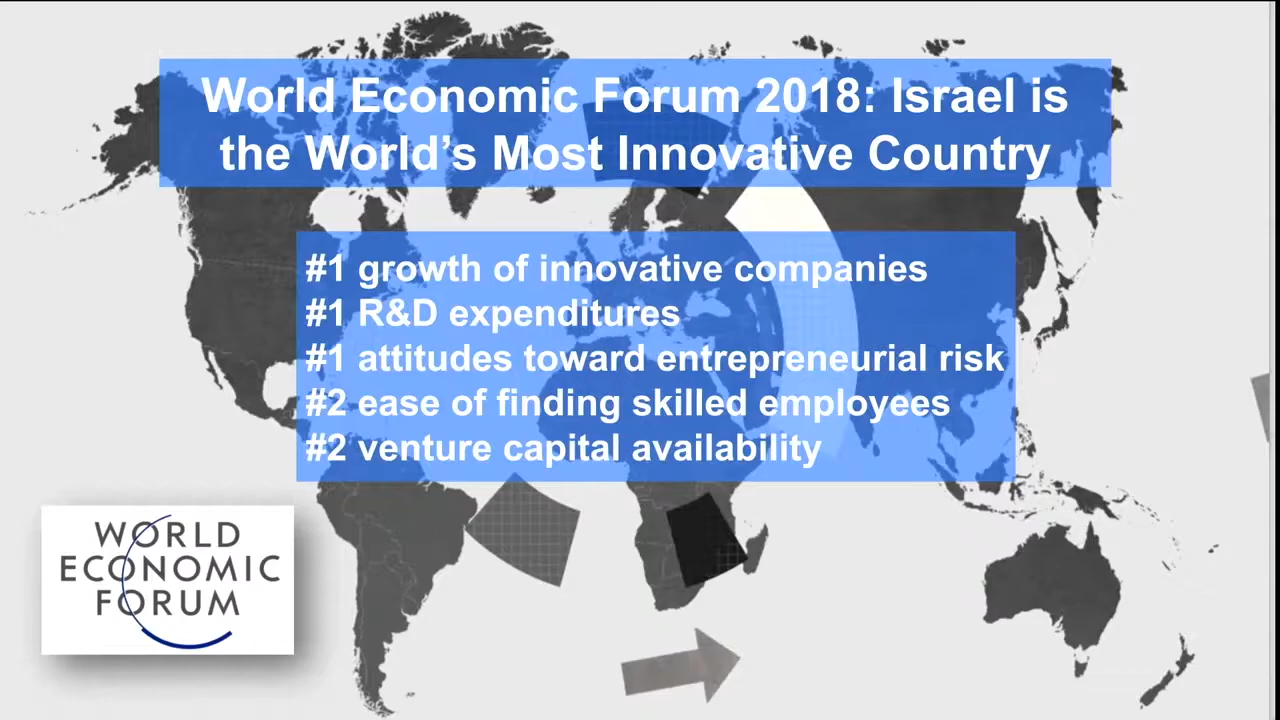 World Economic Forum 2018: Israel is
the World’s Most Innovative Country
#1 growth of innovative companies
#1 R&D expenditures
#1 attitudes toward entrepreneurial risk
#2 ease of finding skilled employees
#2 venture capital availability
WORLD
ECONOMIC
FORUM